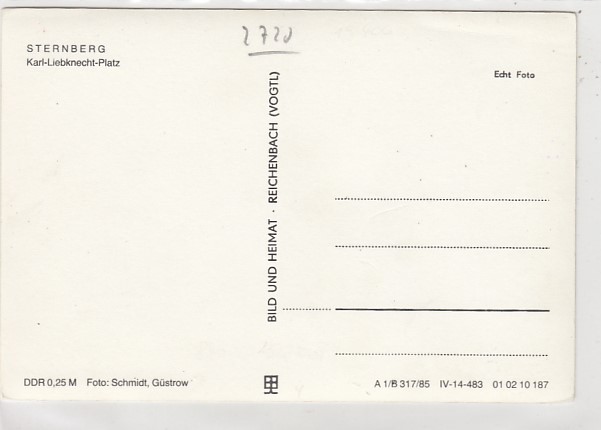 2720
STERNBERG
Karl-Liebknecht-Platz
Echt Foto
BILD UND HEIMAT · REICHENBACH (VOGTL)
DDR 0,25 M Foto: Schmidt, Güstrow
A 1/B 317/85 IV-14-483 01 02 10 187